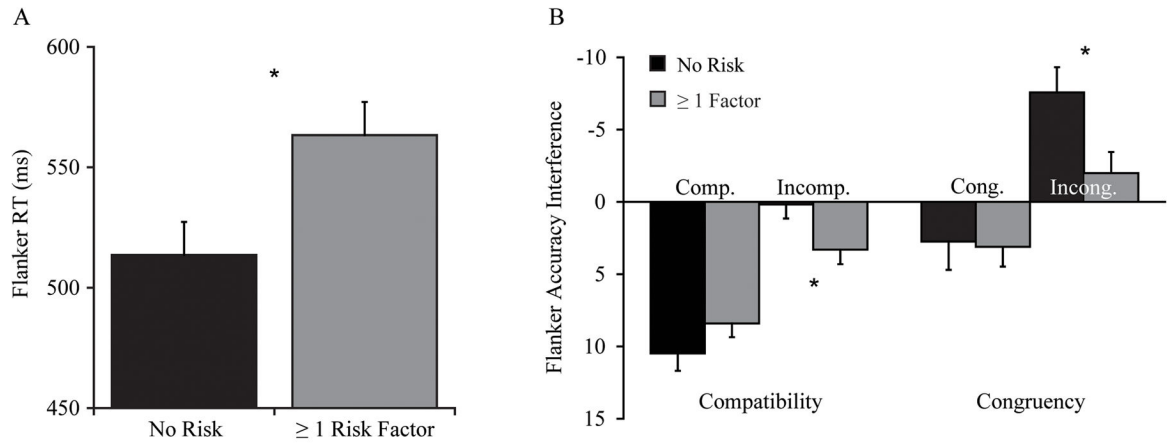 A
600
550
500
450
Flanker RT (ms)
*
No Risk
≥ 1 Risk Factor
B
-10
-5
0
5
10
15
Flanker Accuracy Interference
No Risk
≥ 1 Factor
*
Comp.
Incomp.
Cong.
Incong.
*
Compatibility
Congruency